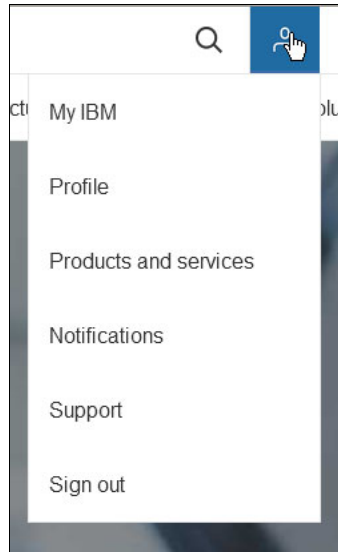 My IBM
Profile
Products and services
Notifications
Support
Sign out